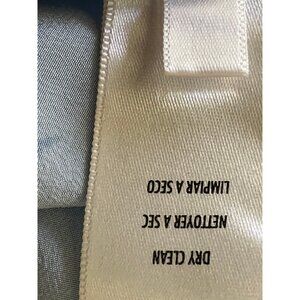 DRY CLEAN
NETTOYER A SEC
LIMPIAR A SECO